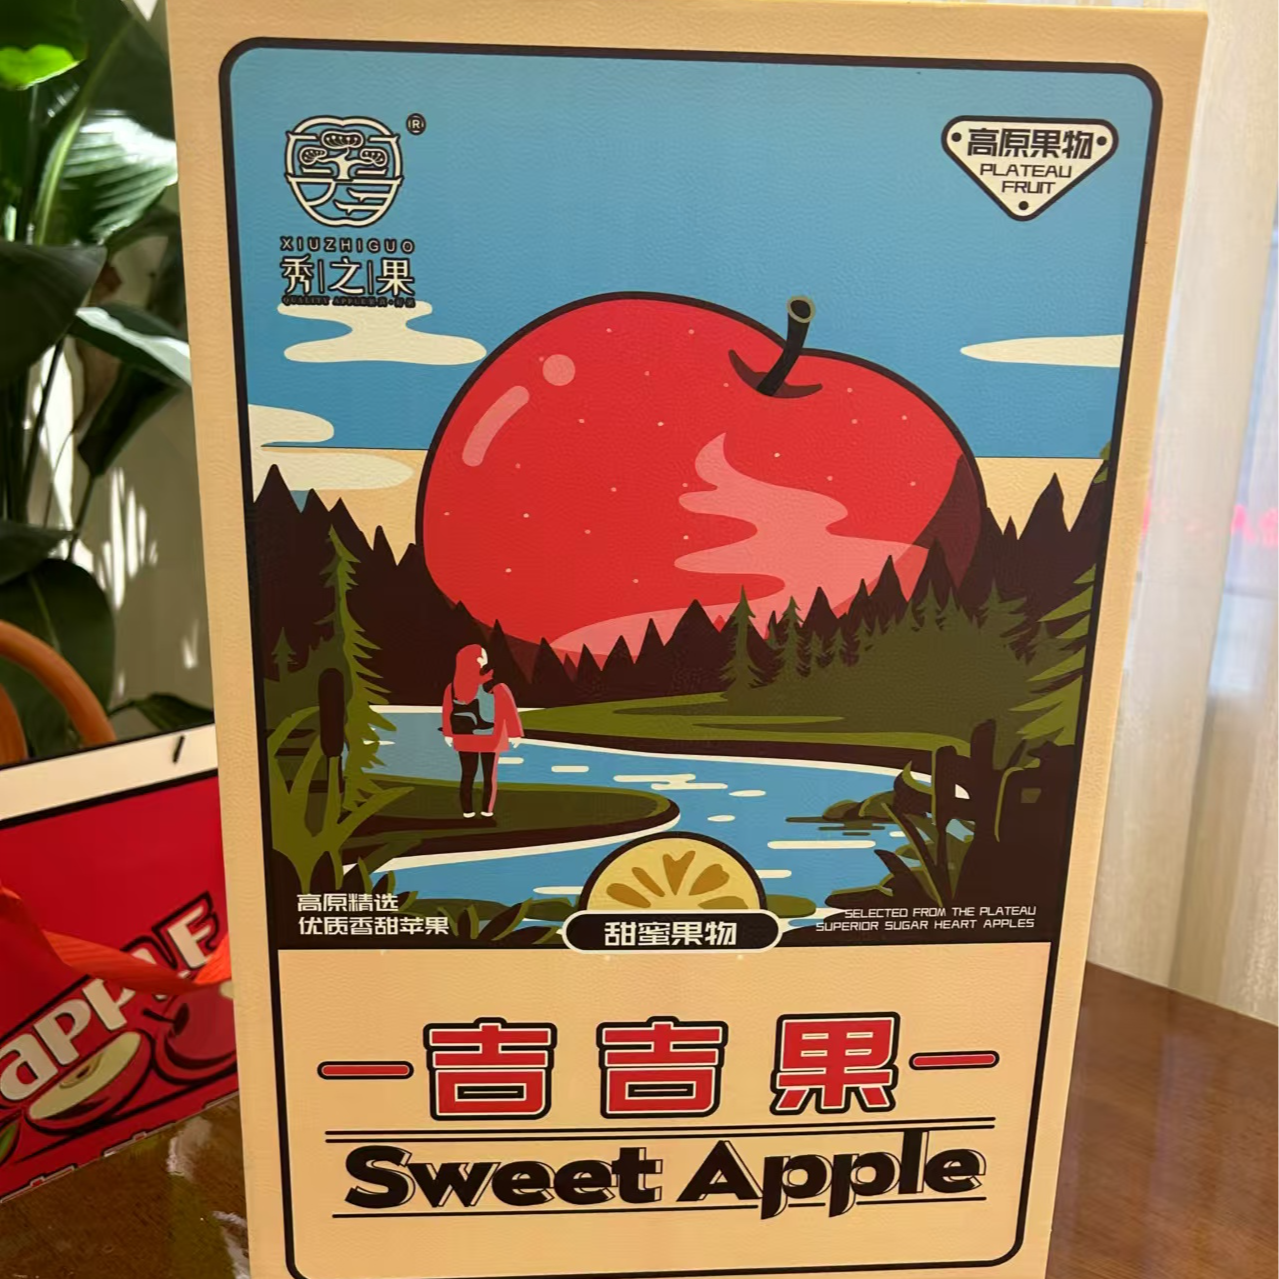 ®
XIUZHIGUO
秀之果
高原果物
PLATEAU
FRUIT
高原精选
优质香甜苹果
甜蜜果物
SELECTED FROM THE PLATEAU
SUPERIOR SUGAR HEART APPLES
吉吉果
Sweet Apple
aPPLE